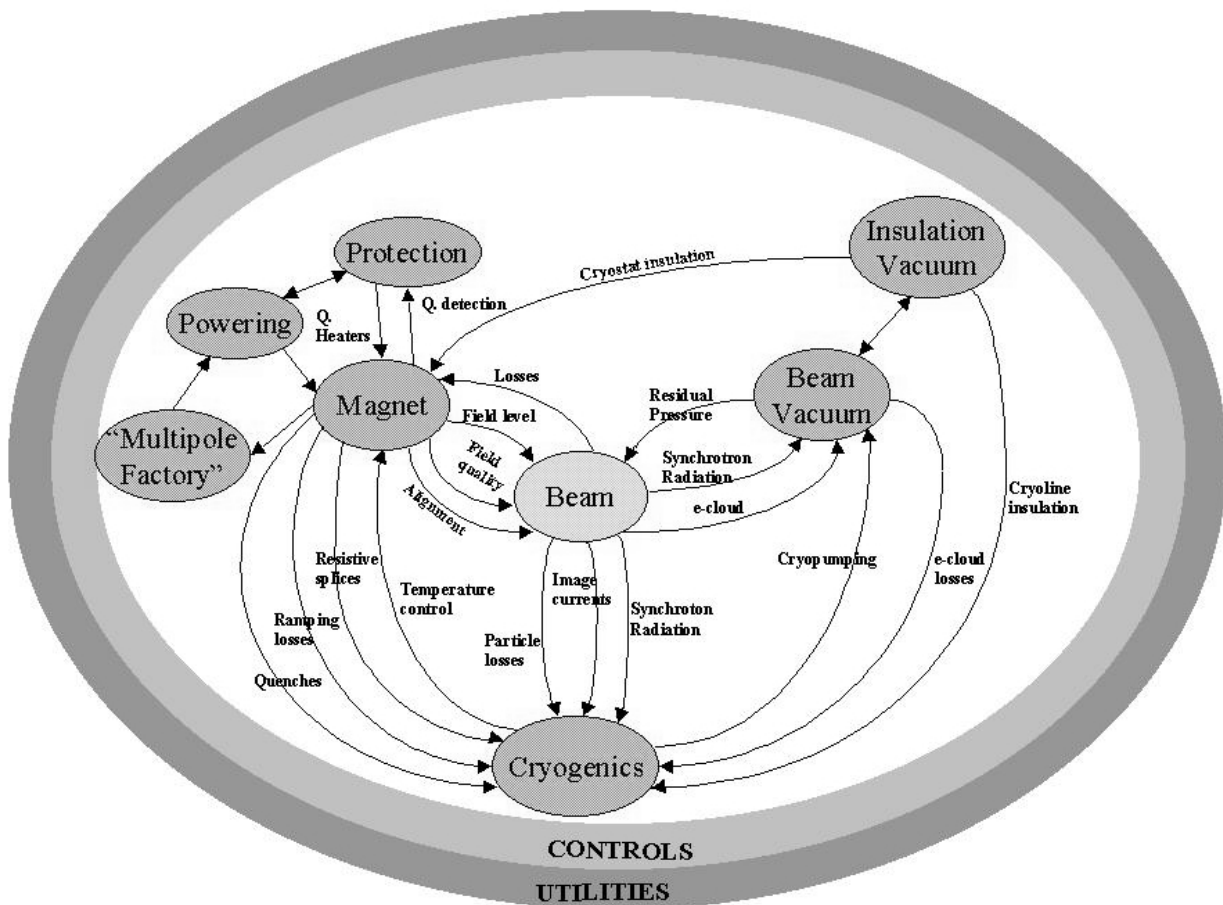 Insulation
Vacuum
Protection
Cryostat insulation
Q. detection
Powering
Q.
Heaters
Beam
Vacuum
Losses
Residual
Pressure
Magnet
Field level
“Multipole
Factory”
Field
quality
Synchrotron
Radiation
Beam
Alignment
e-cloud
Cryoline
insulation
Resistive
splices
Temperature
control
Image
currents
Cryopumping
e-cloud
losses
Ramping
losses
Synchroton
Radiation
Particle
losses
Quenches
Cryogenics
CONTROLS
UTILITIES